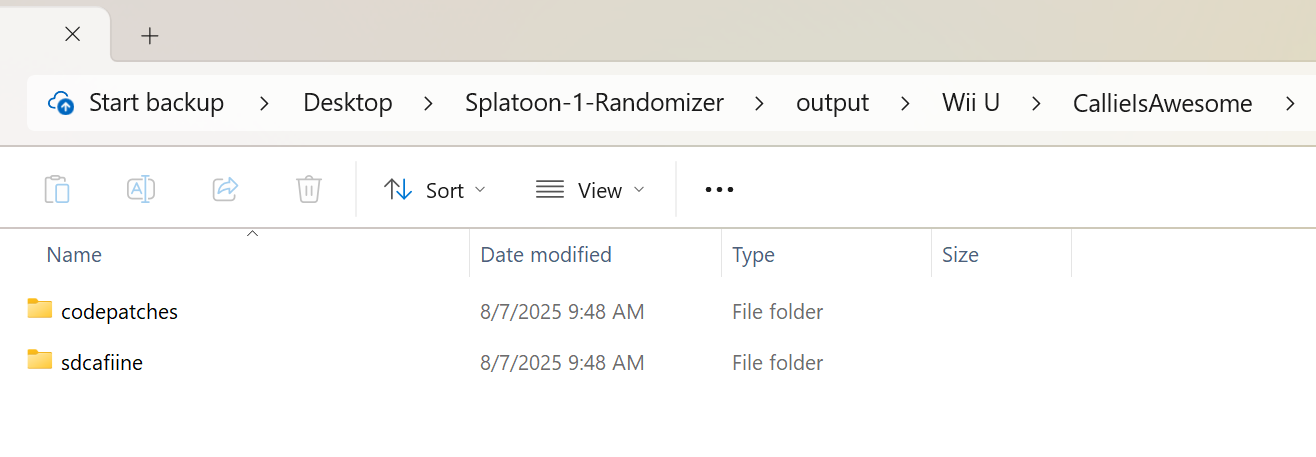 Start backup > Desktop > Splatoon-1-Randomizer > output > Wii U > CallieIsAwesome >
Sort View
Name Date modified Type Size
codepatches 8/7/2025 9:48 AM File folder
sdcafiine 8/7/2025 9:48 AM File folder